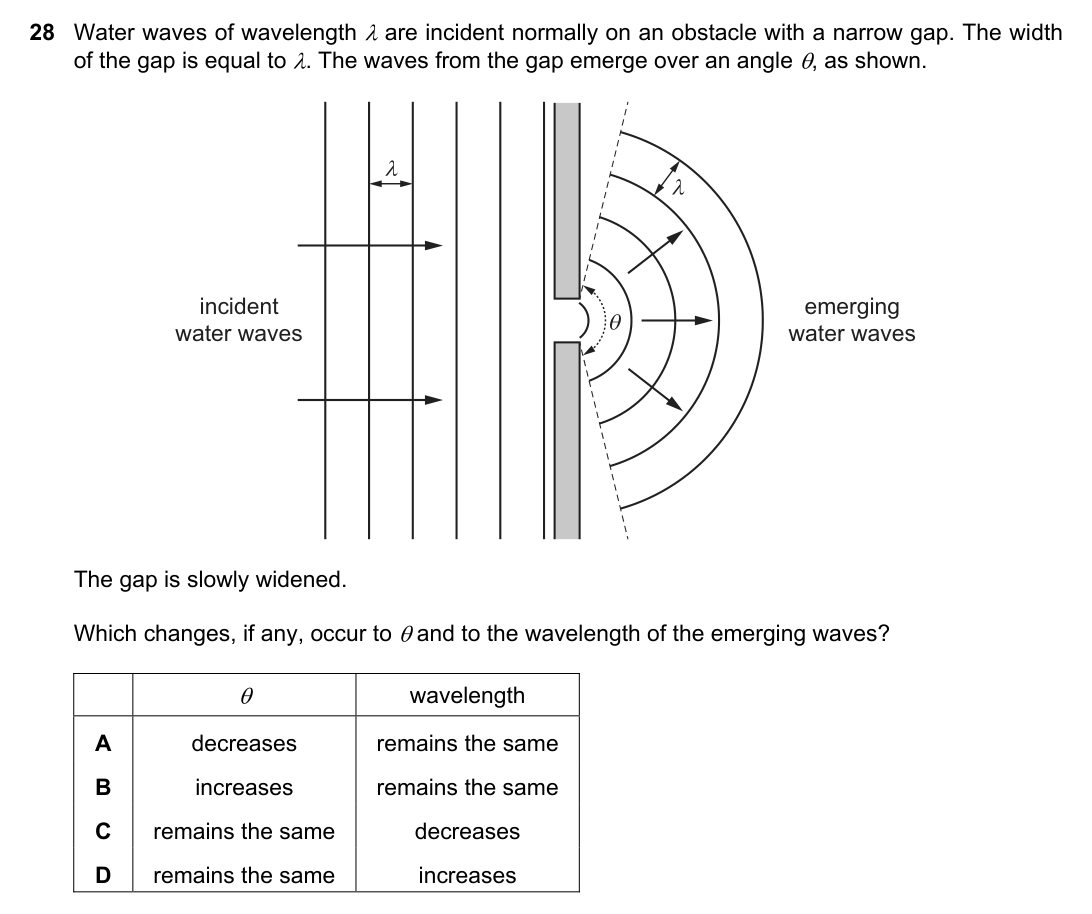 28 Water waves of wavelength λ are incident normally on an obstacle with a narrow gap. The width
of the gap is equal to λ. The waves from the gap emerge over an angle θ, as shown.
λ
λ
incident
water waves
θ
emerging
water waves
The gap is slowly widened.
Which changes, if any, occur to θ and to the wavelength of the emerging waves?
θ wavelength
A decreases remains the same
B increases remains the same
C remains the same decreases
D remains the same increases